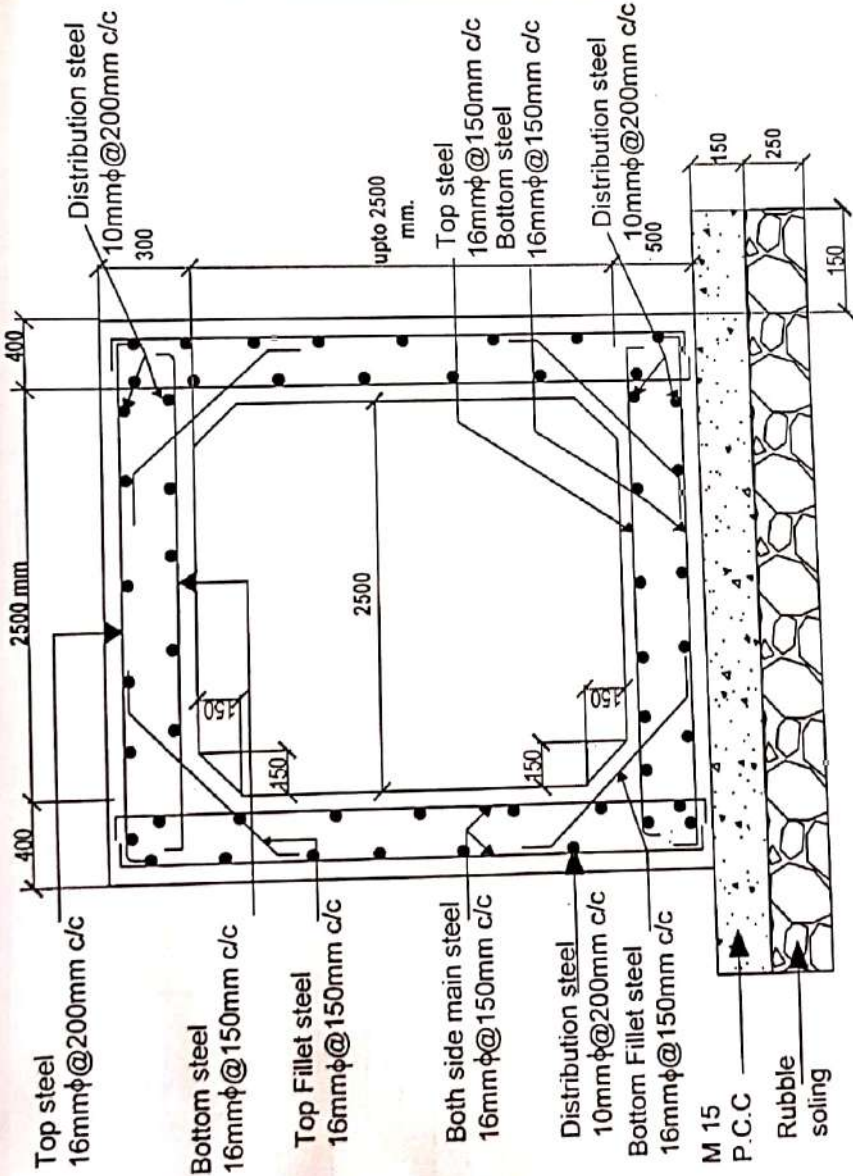 Top steel
16mmϕ@200mm c/c
Bottom steel
16mmϕ@150mm c/c
Top Fillet steel
16mmϕ@150mm c/c
Both side main steel
16mmϕ@150mm c/c
Distribution steel
10mmϕ@200mm c/c
Bottom Fillet steel
16mmϕ@150mm c/c
M 15
P.C.C
Rubble
soling
400
2500 mm
400
150
150
2500
150
150
Distribution steel
10mmϕ@200mm c/c
300
upto 2500
mm.
Top steel
16mmϕ@150mm c/c
Bottom steel
16mmϕ@150mm c/c
Distribution steel
10mmϕ@200mm c/c
500
150
250
150